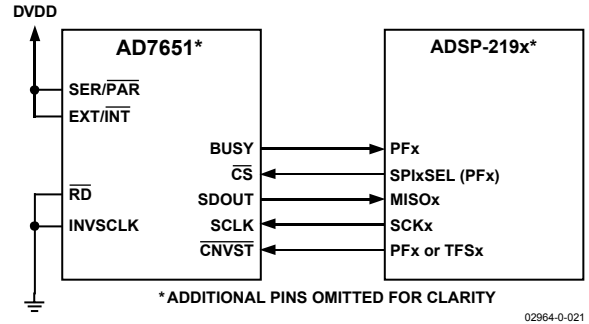 DVDD
AD7651*
ADSP-219x*
SER/PAR
EXT/INT
BUSY
PFx
CS
SPIxSEL (PFx)
RD
SDOUT
MISOx
INVSCLK
SCLK
SCKx
CNVST
PFx or TFSx
*ADDITIONAL PINS OMITTED FOR CLARITY
02964-0-021